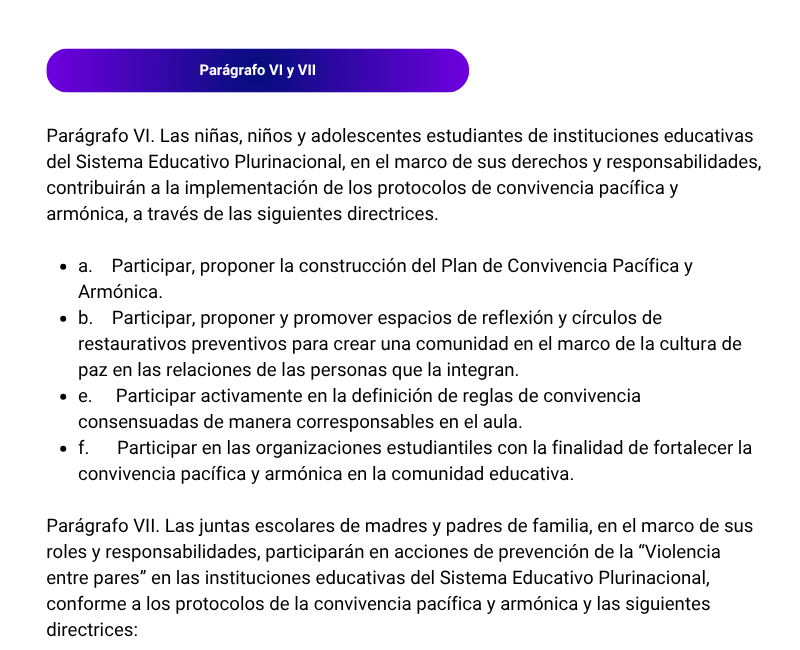 Parágrafo VI y VII
Parágrafo VI. Las niñas, niños y adolescentes estudiantes de instituciones educativas
del Sistema Educativo Plurinacional, en el marco de sus derechos y responsabilidades,
contribuirán a la implementación de los protocolos de convivencia pacífica y
armónica, a través de las siguientes directrices.
• a. Participar, proponer la construcción del Plan de Convivencia Pacífica y
Armónica.
• b. Participar, proponer y promover espacios de reflexión y círculos de
restaurativos preventivos para crear una comunidad en el marco de la cultura de
paz en las relaciones de las personas que la integran.
• e. Participar activamente en la definición de reglas de convivencia
consensuadas de manera corresponsables en el aula.
• f. Participar en las organizaciones estudiantiles con la finalidad de fortalecer la
convivencia pacífica y armónica en la comunidad educativa.
Parágrafo VII. Las juntas escolares de madres y padres de familia, en el marco de sus
roles y responsabilidades, participarán en acciones de prevención de la “Violencia
entre pares” en las instituciones educativas del Sistema Educativo Plurinacional,
conforme a los protocolos de la convivencia pacífica y armónica y las siguientes
directrices: